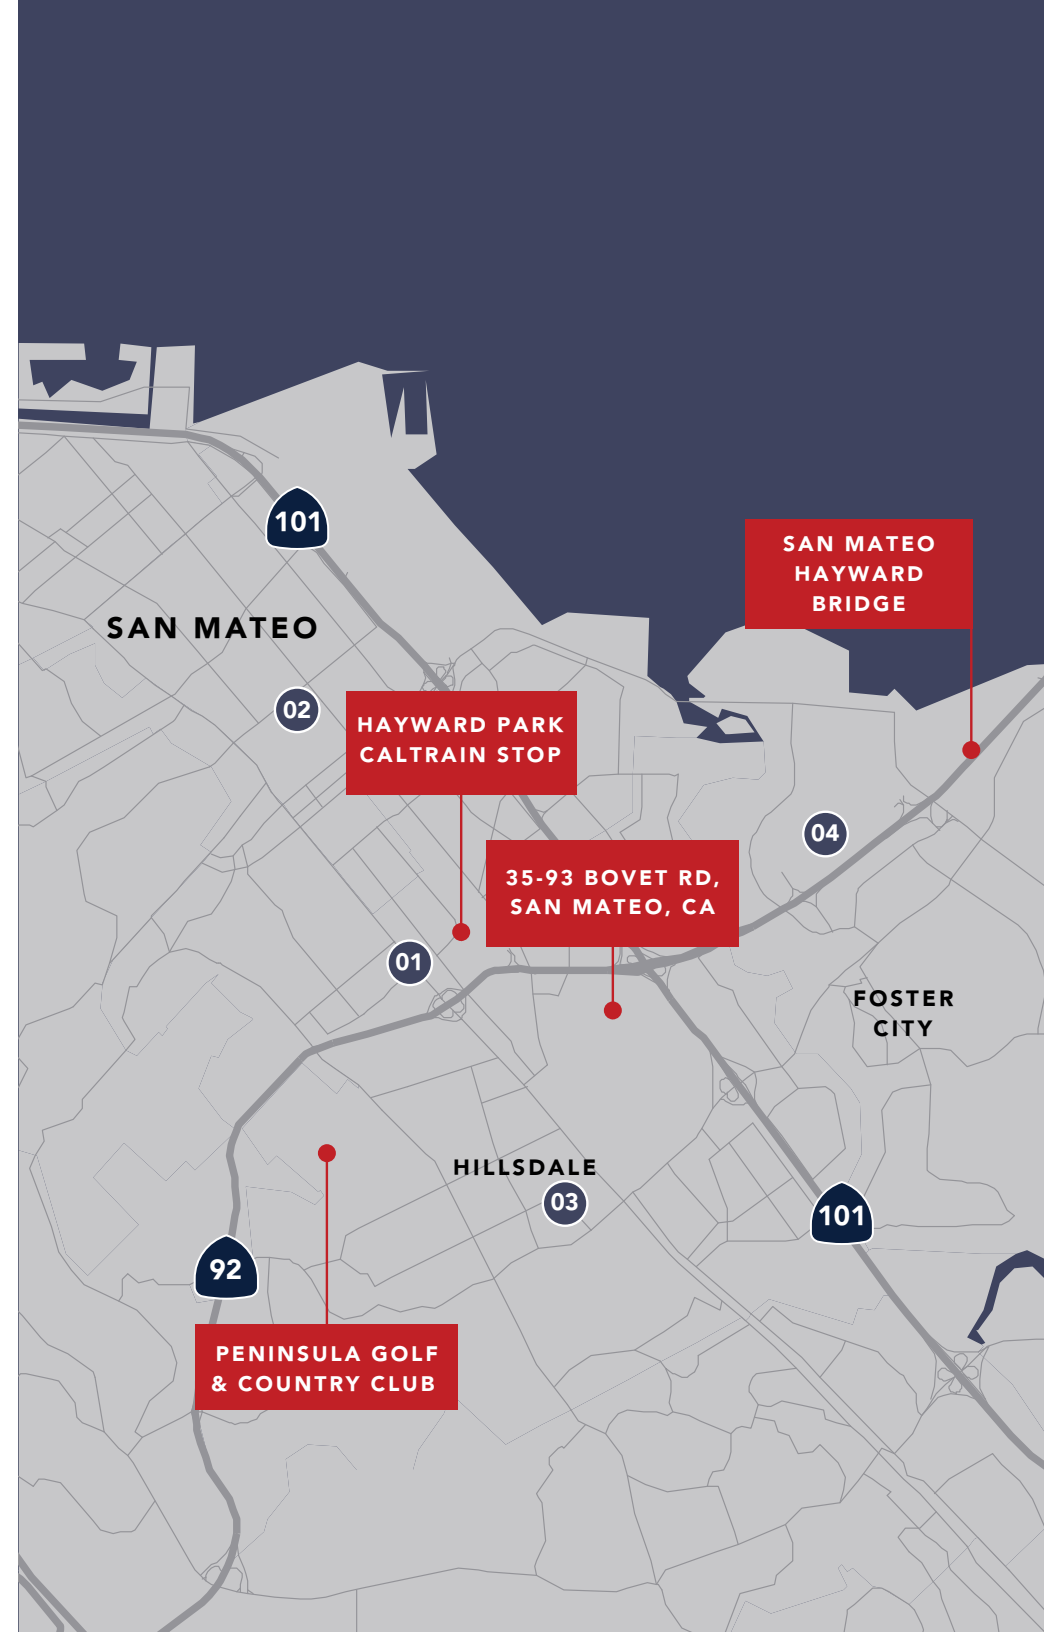 101
SAN MATEO
HAYWARD
BRIDGE
SAN MATEO
02
HAYWARD PARK
CALTRAIN STOP
04
35-93 BOVET RD,
SAN MATEO, CA
01
FOSTER
CITY
HILLSDALE
03
101
92
PENINSULA GOLF
& COUNTRY CLUB